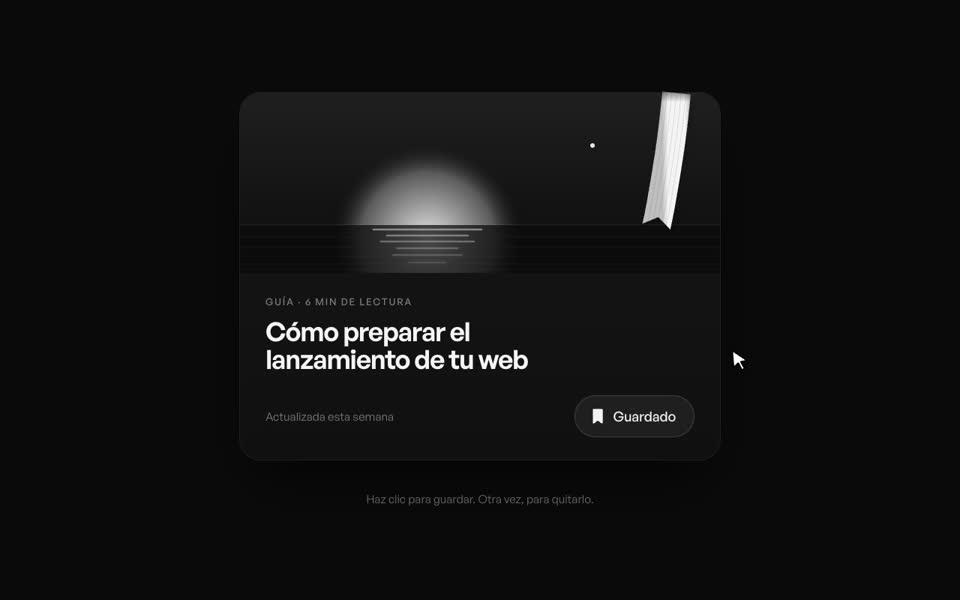 GUÍA · 6 MIN DE LECTURA
Cómo preparar el
lanzamiento de tu web
Actualizada esta semana
Guardado
Haz clic para guardar. Otra vez, para quitarlo.